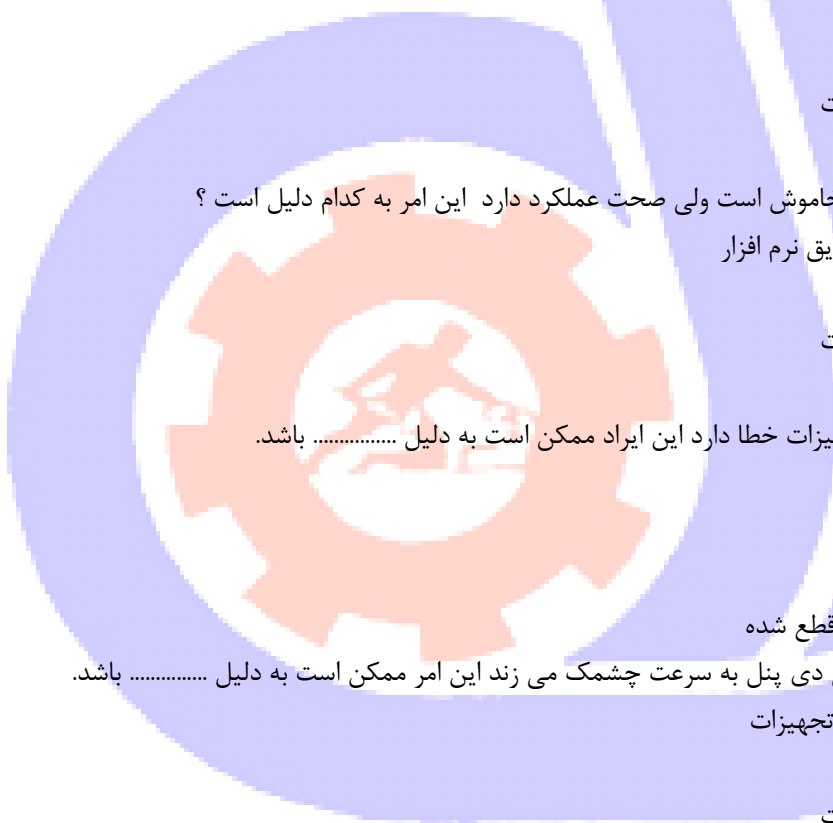 خاموش است ولی صحت عملکرد دارد این امر به کدام دلیل است ؟
نرم افزار
خطا دارد این ایراد ممکن است به دلیل ................ باشد.
قطع شده
دی پنل به سرعت چشمک می زند این امر ممکن است به دلیل ............... باشد.
تجهیزات